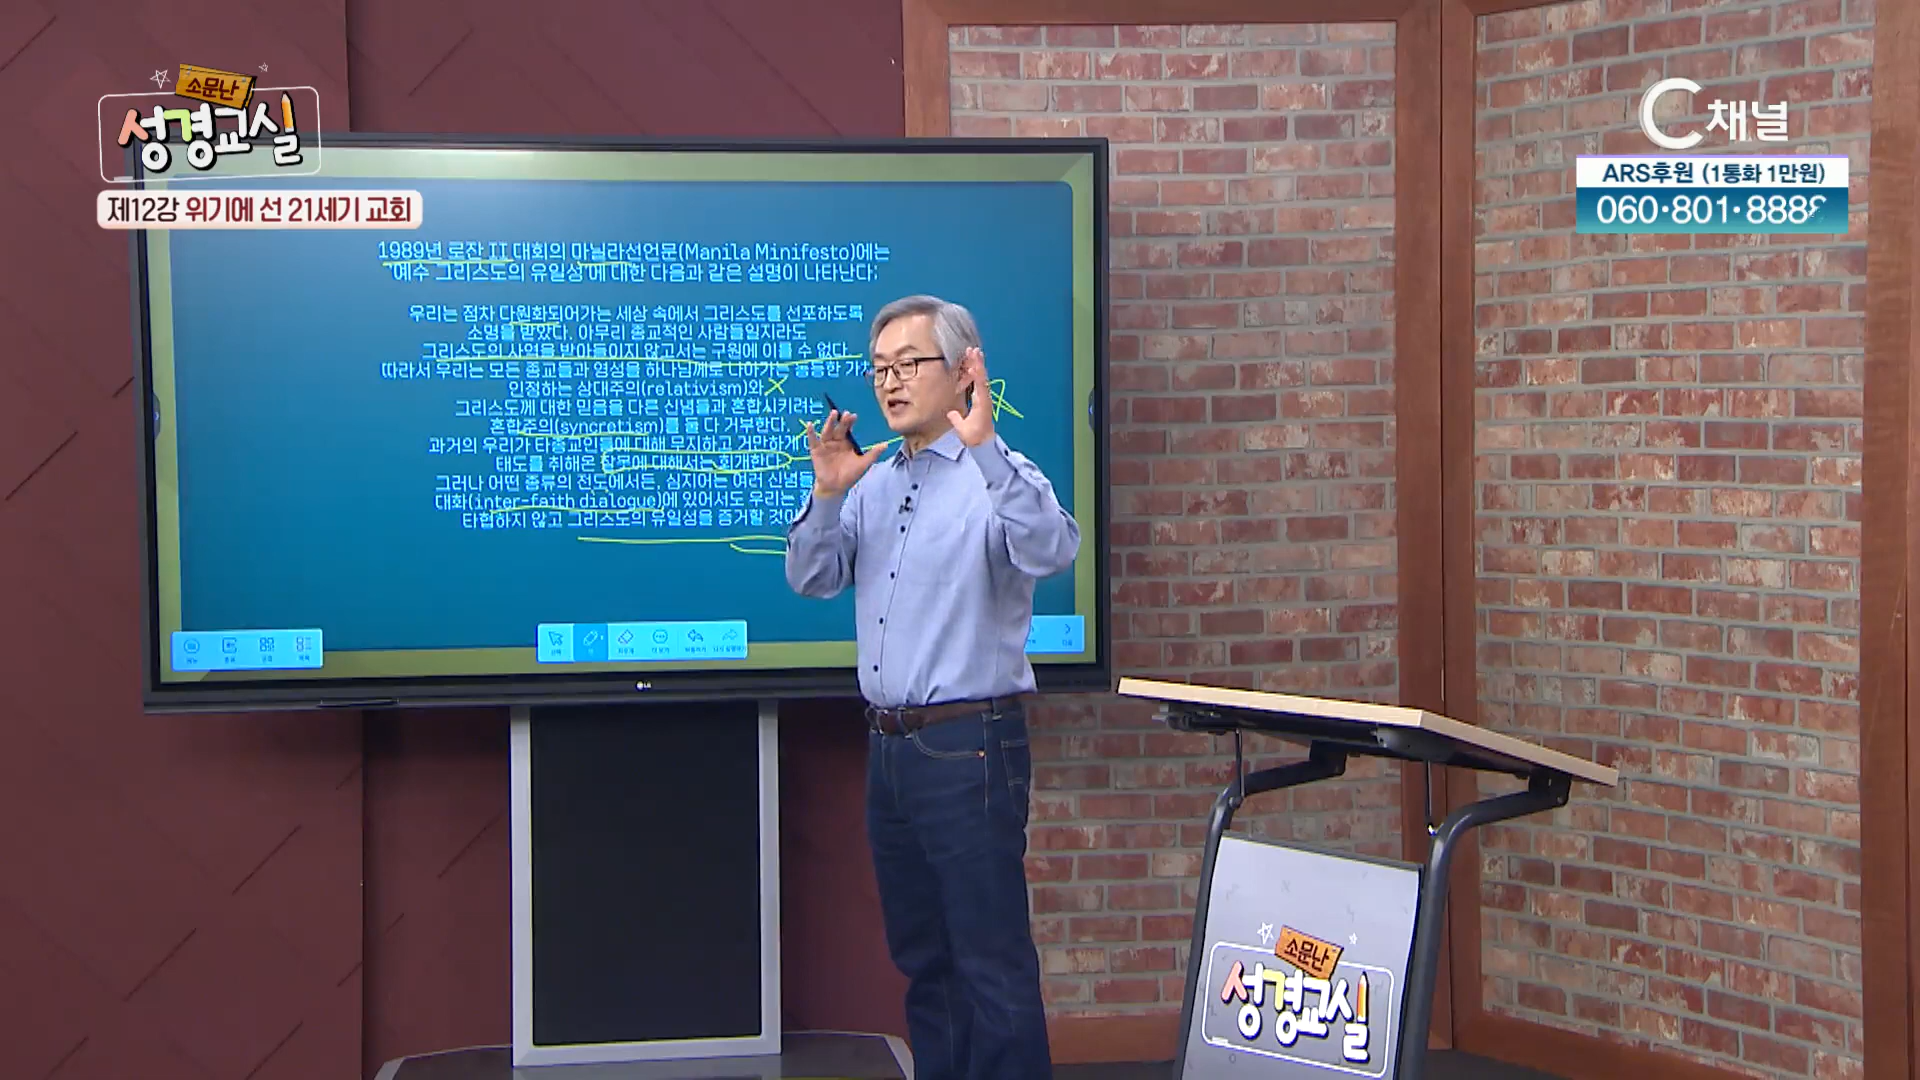 소문난
성경교실
제12강 위기에 선 21세기 교회
C채널
ARS후원 (1통화 1만원)
060·801·8888
1989년 로잔 II 대회의 마닐라선언문(Manila Minifesto)에는
"예수 그리스도의 유일성"에 대한 다음과 같은 설명이 나타난다:
우리는 점차 다원화되어가는 세상 속에서 그리스도를 선포하도록
소명을 받았다. 아무리 종교적인 사람들일지라도
그리스도의 사역을 받아들이지 않고서는 구원에 이를 수 없다.
따라서 우리는 모든 종교들과 영성을 하나님께로 나아가는 동등한
인정하는 상대주의(relativism)와
그리스도께 대한 믿음을 다른 신념들과 혼합시키려는
혼합주의(syncretism)를 둘 다 거부한다.
과거의 우리가 타종교인들에 대해 무지하고 거만하게
태도를 취해온 잘못에 대해서는 회개한다.
그러나 어떤 종류의 전도에서든, 심지어는 여러 신념들
대화(inter-faith dialogue)에 있어서도 우리는
타협하지 않고 그리스도의 유일성을 증거할
LG
소문난
성경교실